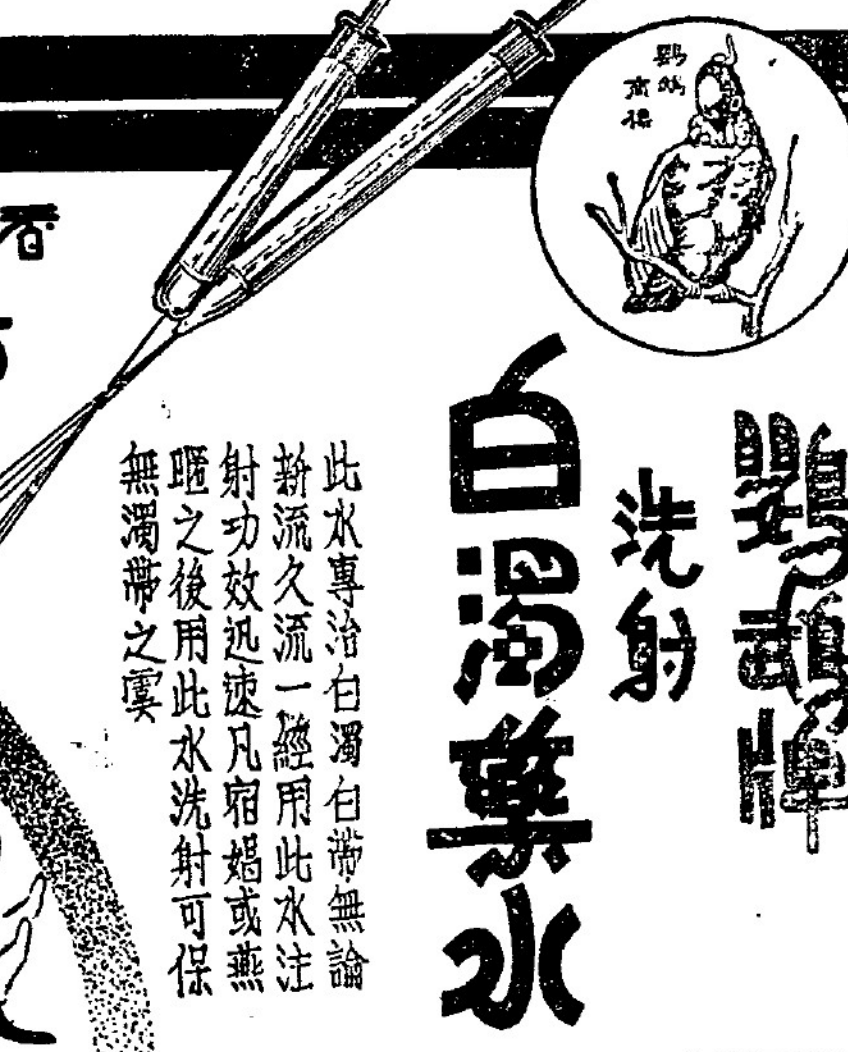 鸚鵡
商標
鸚鵡牌
洗射
白濁藥水
此水專治白濁白帶無論
新流久流一經用此水注
射功效迅速凡宿娼或燕
暱之後用此水洗射可保
無濁帶之虞